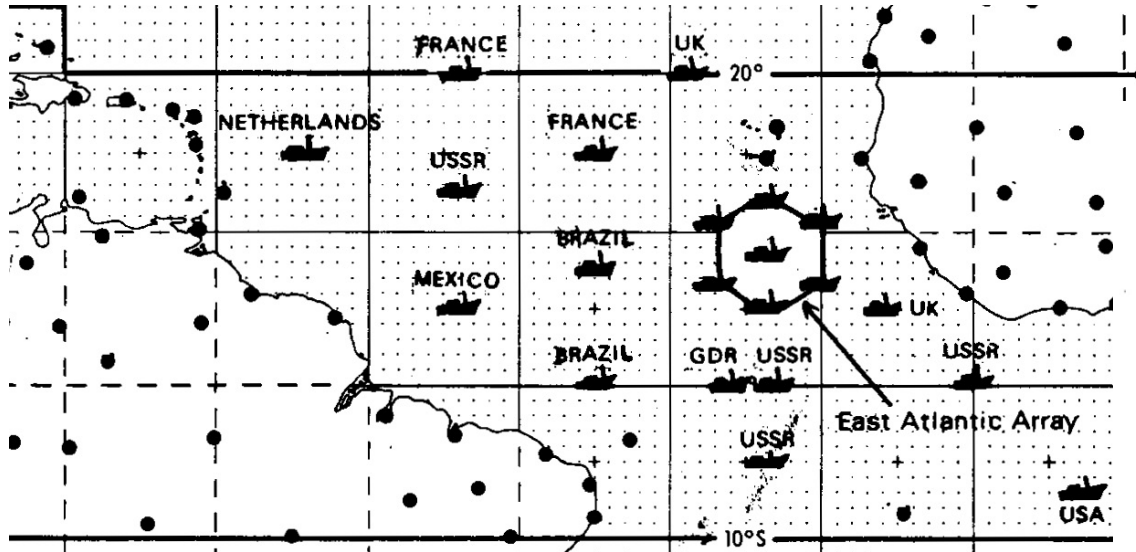 FRANCE
UK
20°
NETHERLANDS
FRANCE
USSR
BRAZIL
MEXICO
UK
BRAZIL
GDR USSR
USSR
East Atlantic Array
USSR
USA
10°S